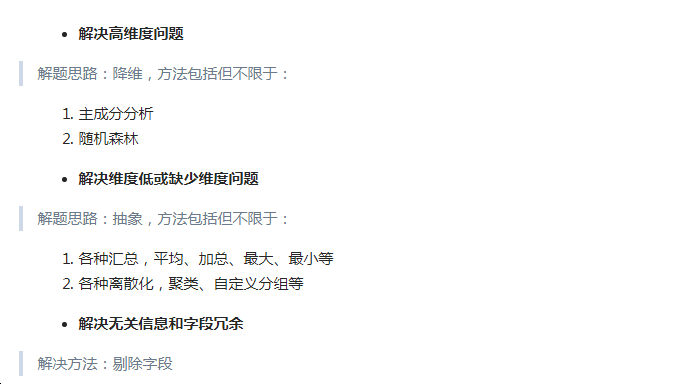 • 解决高维度问题
解题思路：降维，方法包括但不限于：
1. 主成分分析
2. 随机森林
• 解决维度低或缺少维度问题
解题思路：抽象，方法包括但不限于：
1. 各种汇总，平均、加总、最大、最小等
2. 各种离散化，聚类、自定义分组等
• 解决无关信息和字段冗余
解决方法：剔除字段